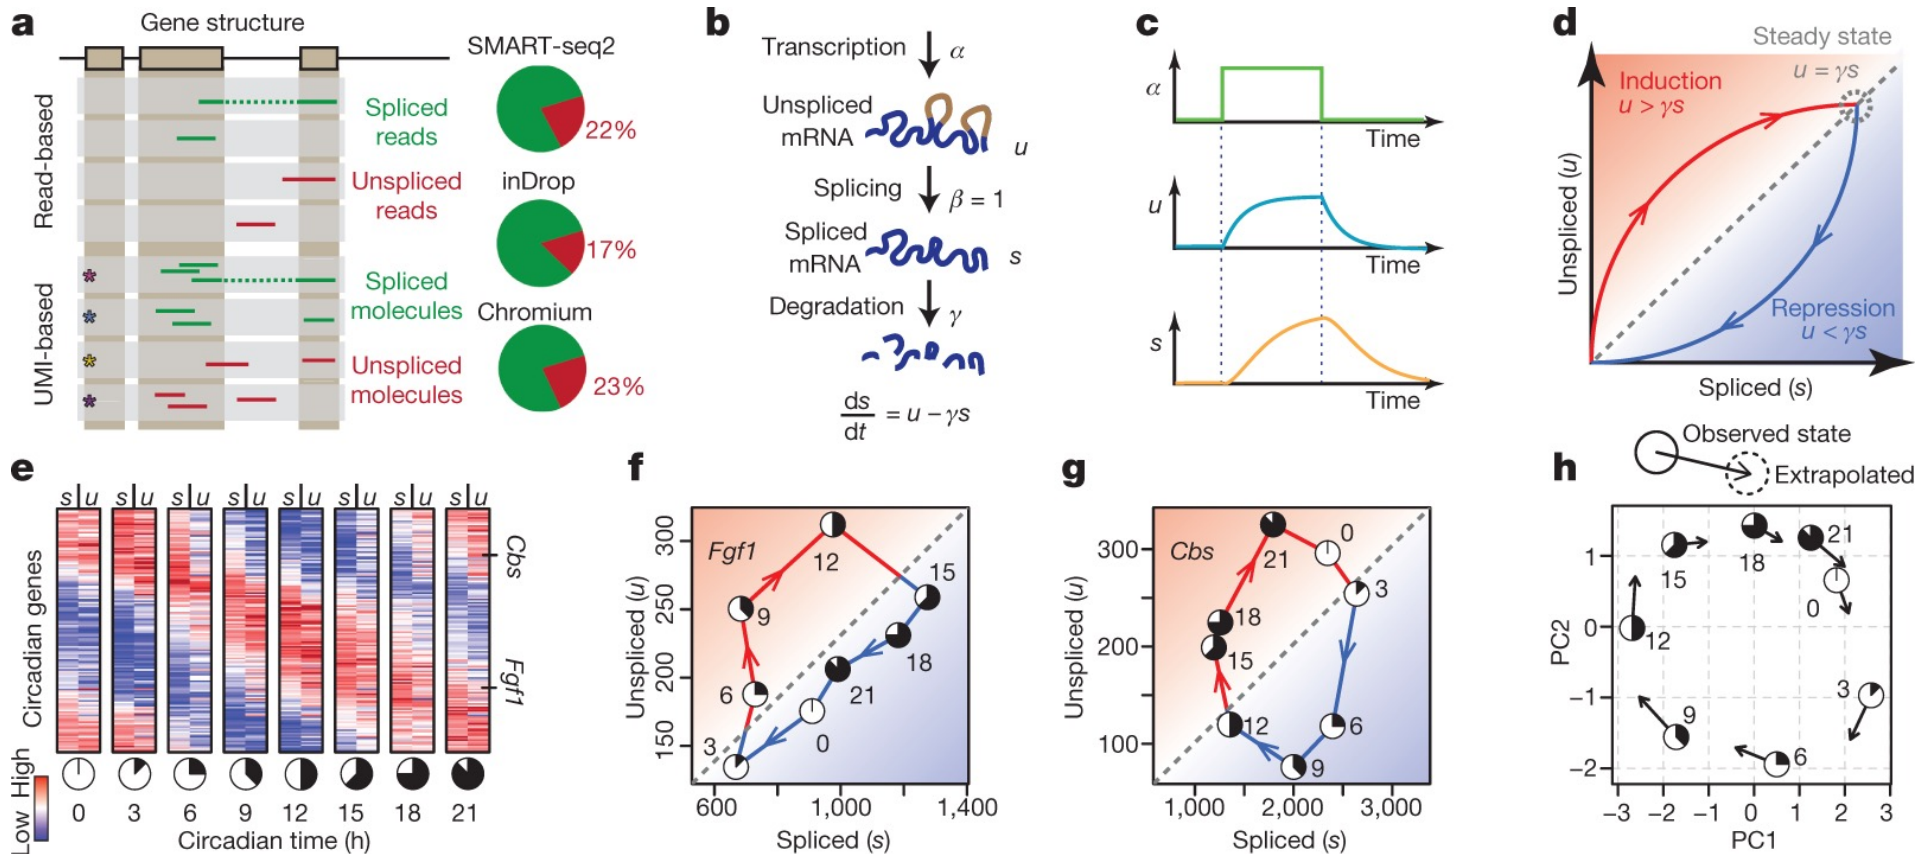 a
Gene structure
Read-based
UMI-based
Spliced
reads
Unspliced
reads
*
Spliced
molecules
*
*
Unspliced
molecules
*
SMART-seq2
22%
inDrop
17%
Chromium
23%
b
Transcription
α
Unspliced
mRNA
u
Splicing
β = 1
Spliced
mRNA
s
Degradation
γ
ds
dt
= u − γs
c
α
Time
u
Time
s
Time
d
Steady state
u = γs
Induction
u > γs
Repression
u < γs
Unspliced (u)
Spliced (s)
e
s u s u s u s u s u s u s u s u
Circadian genes
Cbs
Fgf1
High
Low
0 3 6 9 12 15 18 21
Circadian time (h)
f
Fgf1
Unspliced (u)
300
250
200
150
12
15
9
18
6
21
3
0
600 1,000 1,400
Spliced (s)
g
Cbs
Unspliced (u)
300
200
100
21
0
3
18
15
12
6
9
1,000 2,000 3,000
Spliced (s)
h
Observed state
Extrapolated
PC2
1
0
−1
−2
15
18
21
0
12
3
9
6
−3 −2 −1 0 1 2 3
PC1